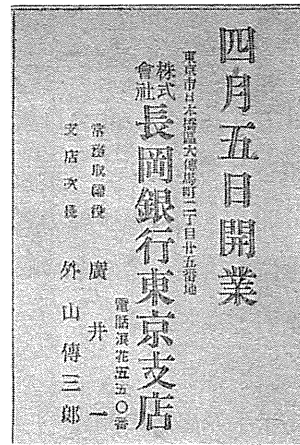 四月五日開業
東京市日本橋區大傳馬町二丁目廿五番地
株式會社 長岡銀行東京支店
電話浪花五五〇番
常務取締役 廣井一
支店次長 外山傳三郎